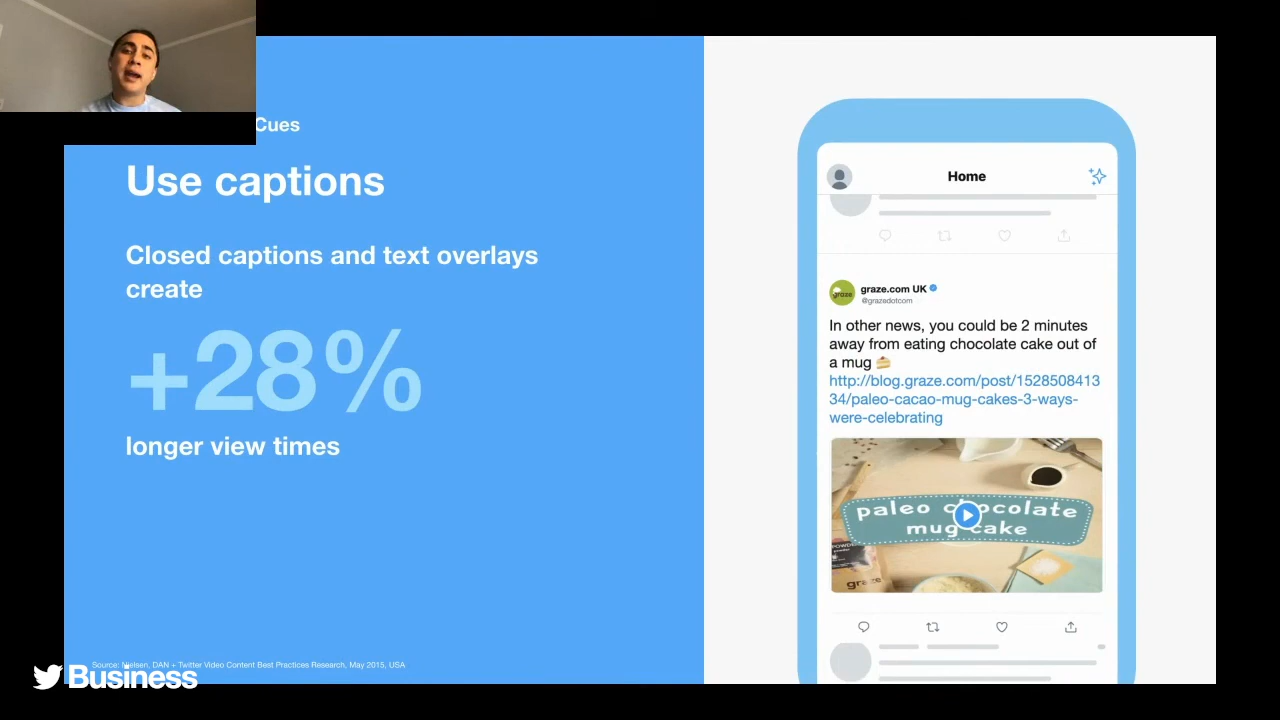 Cues
Use captions
Closed captions and text overlays
create
+28%
longer view times
Source: Nielsen, DAN + Twitter Video Content Best Practices Research, May 2015, USA
Business
Home
graze
graze.com UK
@grazedotcom
In other news, you could be 2 minutes
away from eating chocolate cake out of
a mug 🍰
http://blog.graze.com/post/1528508413
34/paleo-cacao-mug-cakes-3-ways-
were-celebrating
paleo chocolate
mug cake
graze